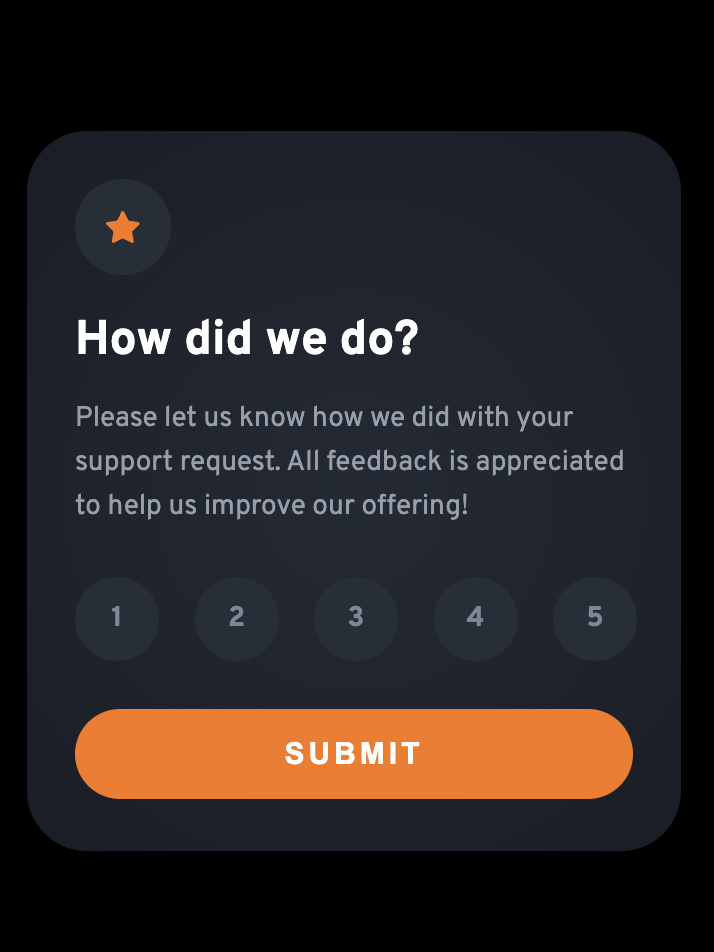 How did we do?
Please let us know how we did with your
support request. All feedback is appreciated
to help us improve our offering!
1 2 3 4 5
SUBMIT